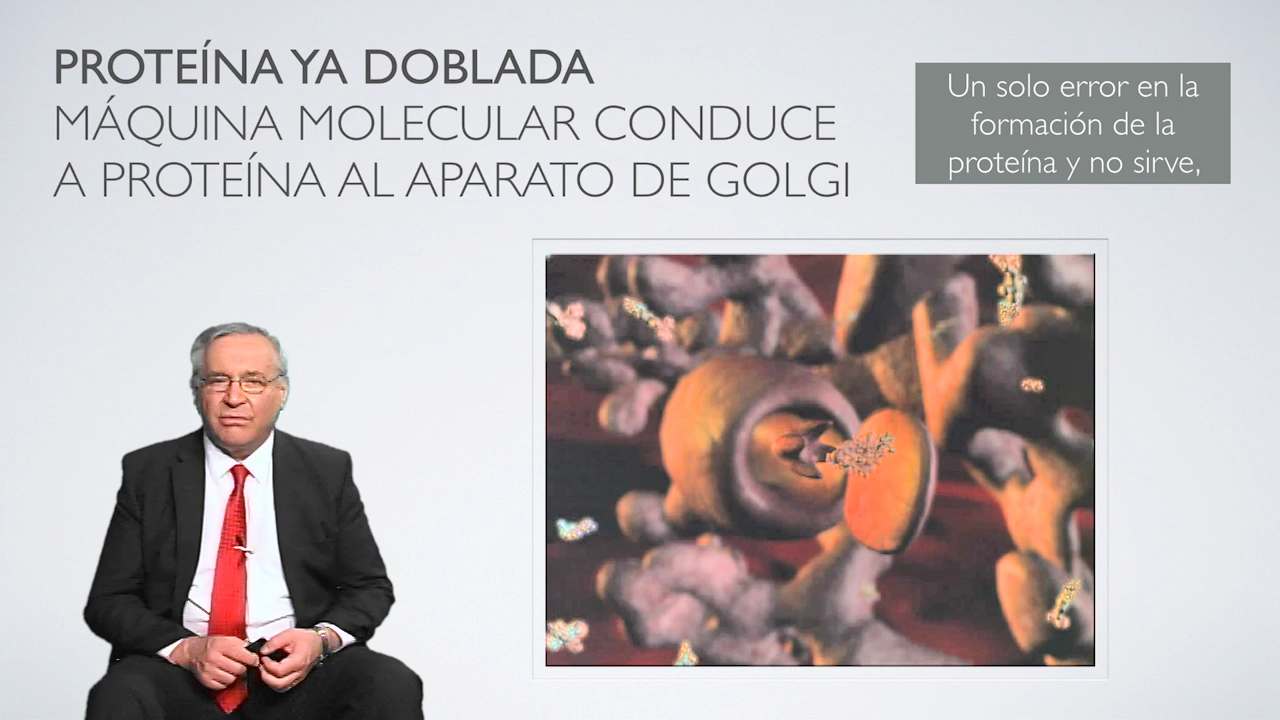 PROTEÍNA YA DOBLADA
MÁQUINA MOLECULAR CONDUCE
A PROTEÍNA AL APARATO DE GOLGI
Un solo error en la
formación de la
proteína y no sirve,